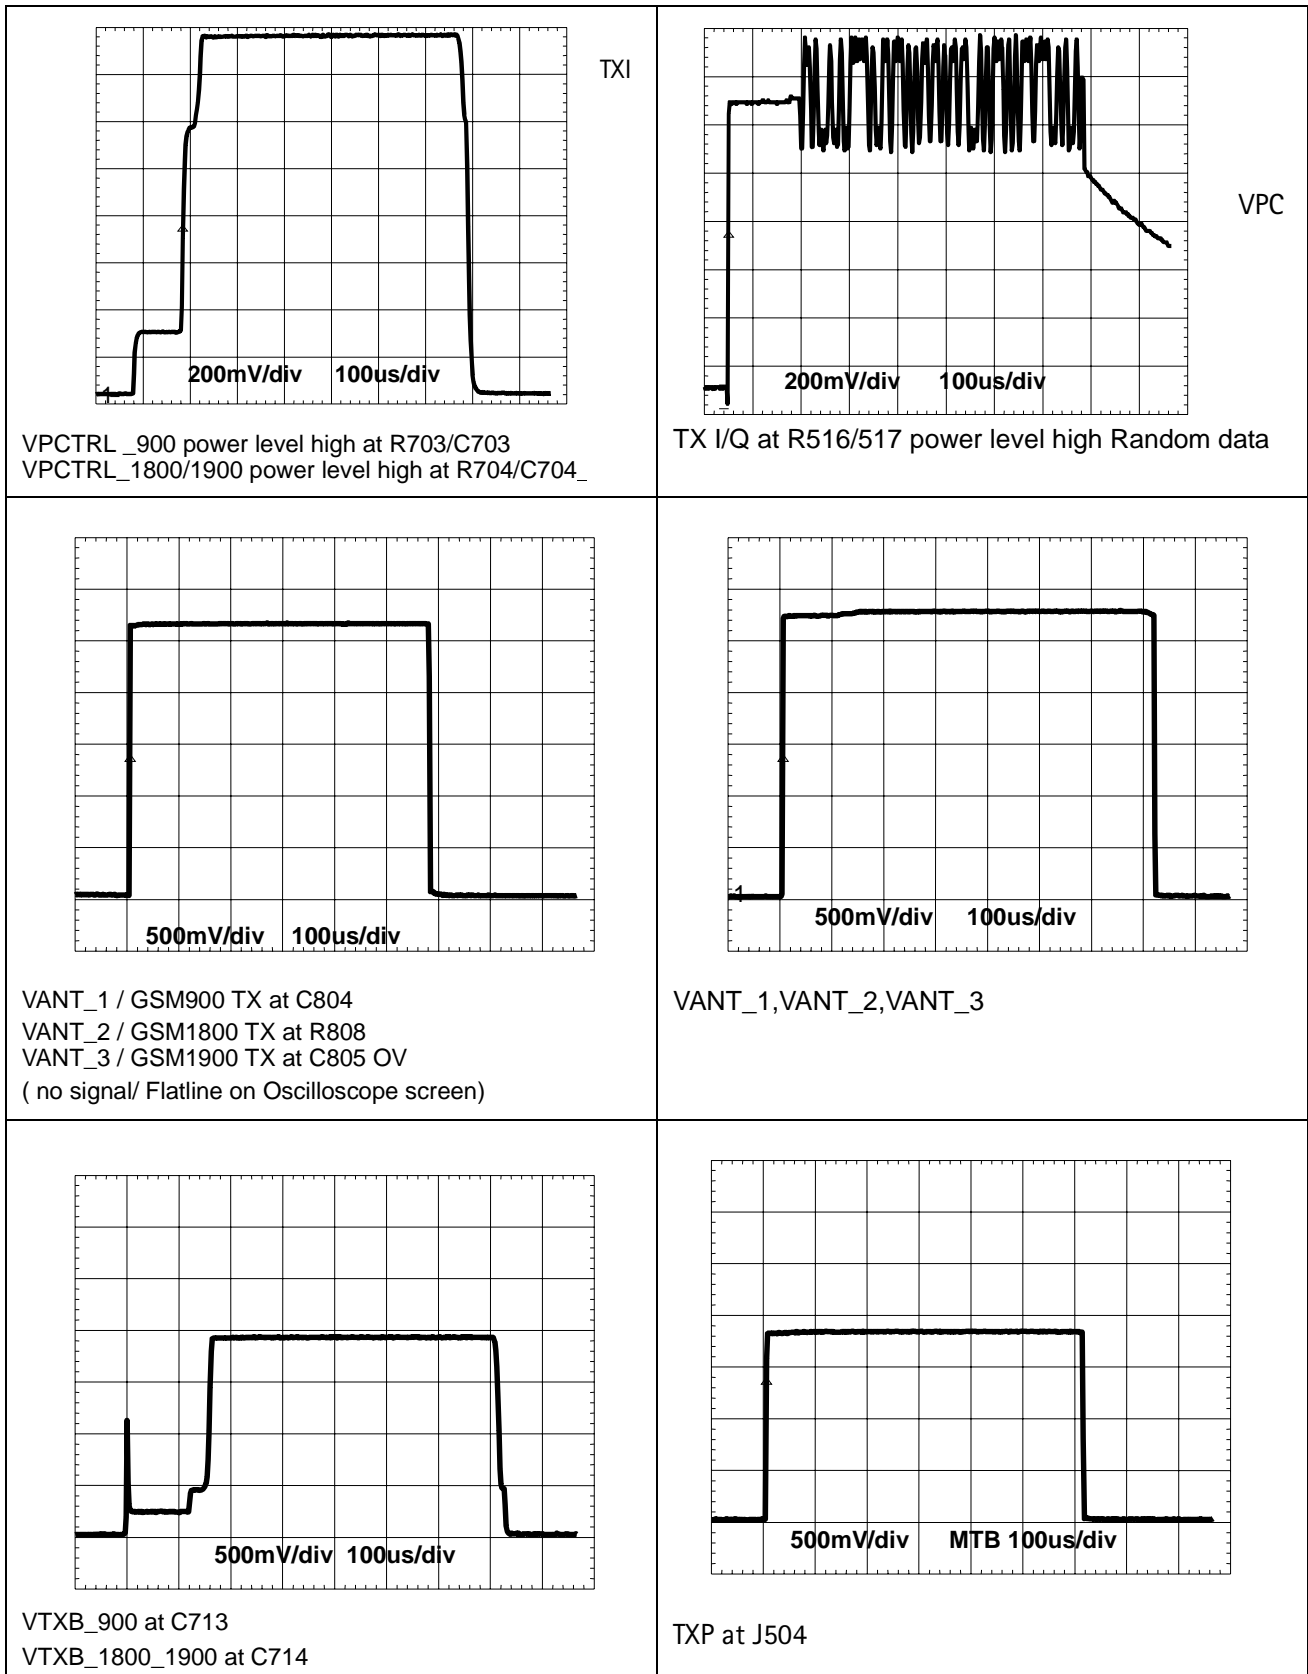 TXI
200mV/div 100us/div
1
VPCTRL _900 power level high at R703/C703
VPCTRL_1800/1900 power level high at R704/C704_
VPC
200mV/div 100us/div
TX I/Q at R516/517 power level high Random data
500mV/div 100us/div
VANT_1 / GSM900 TX at C804
VANT_2 / GSM1800 TX at R808
VANT_3 / GSM1900 TX at C805 OV
( no signal/ Flatline on Oscilloscope screen)
1
500mV/div 100us/div
VANT_1,VANT_2,VANT_3
500mV/div 100us/div
VTXB_900 at C713
VTXB_1800_1900 at C714
500mV/div MTB 100us/div
TXP at J504